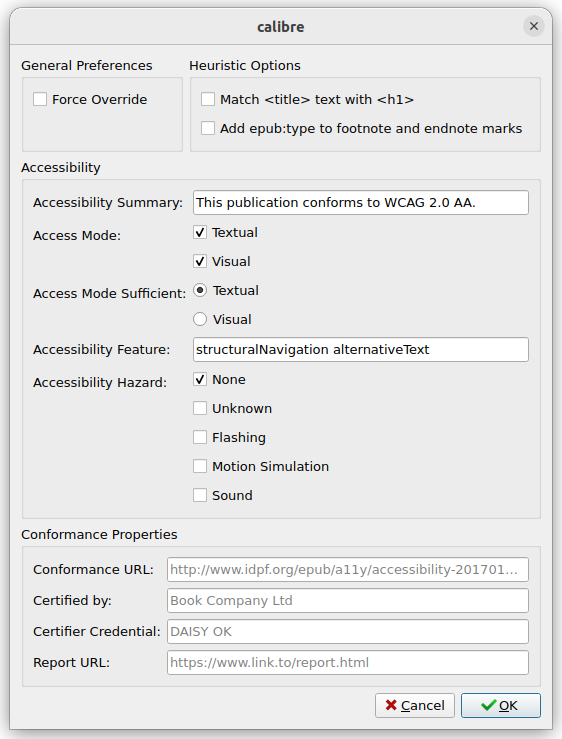 calibre
General Preferences
Force Override
Heuristic Options
Match <title> text with <h1>
Add epub:type to footnote and endnote marks
Accessibility
Accessibility Summary: This publication conforms to WCAG 2.0 AA.
Access Mode: Textual
Visual
Access Mode Sufficient: Textual
Visual
Accessibility Feature: structuralNavigation alternativeText
Accessibility Hazard: None
Unknown
Flashing
Motion Simulation
Sound
Conformance Properties
Conformance URL: http://www.idpf.org/epub/a11y/accessibility-201701...
Certified by: Book Company Ltd
Certifier Credential: DAISY OK
Report URL: https://www.link.to/report.html
Cancel OK